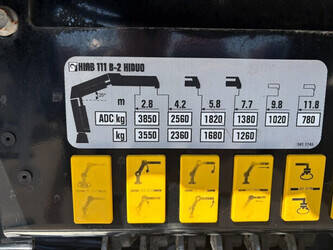 HIAB 111 B-2 HIDUO
25°
m 2.8 4.2 5.8 7.7 9.8 11.8
ADC kg 3850 2560 1820 1380 1020 780
kg 3550 2360 1680 1260